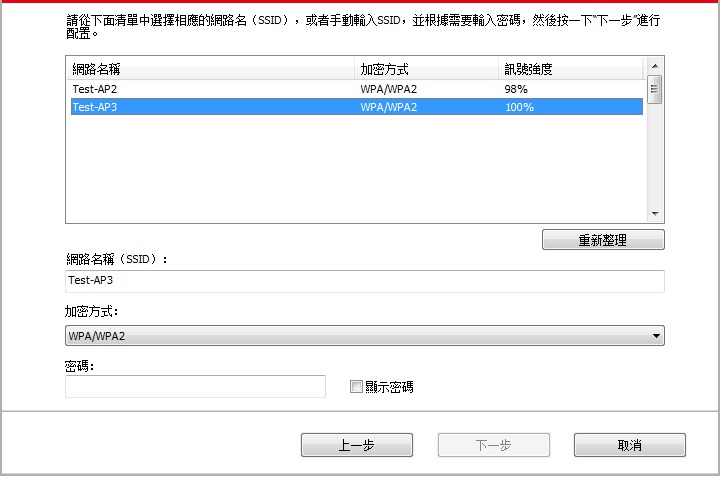 請從下面清單中選擇相應的網路名（SSID），或者手動輸入SSID，並根據需要輸入密碼，然後按一下“下一步”進行
配置。
網路名稱 加密方式 訊號強度
Test-AP2 WPA/WPA2 98%
Test-AP3 WPA/WPA2 100%
重新整理
網路名稱（SSID）：
Test-AP3
加密方式：
WPA/WPA2
密碼：
顯示密碼
上一步 下一步 取消